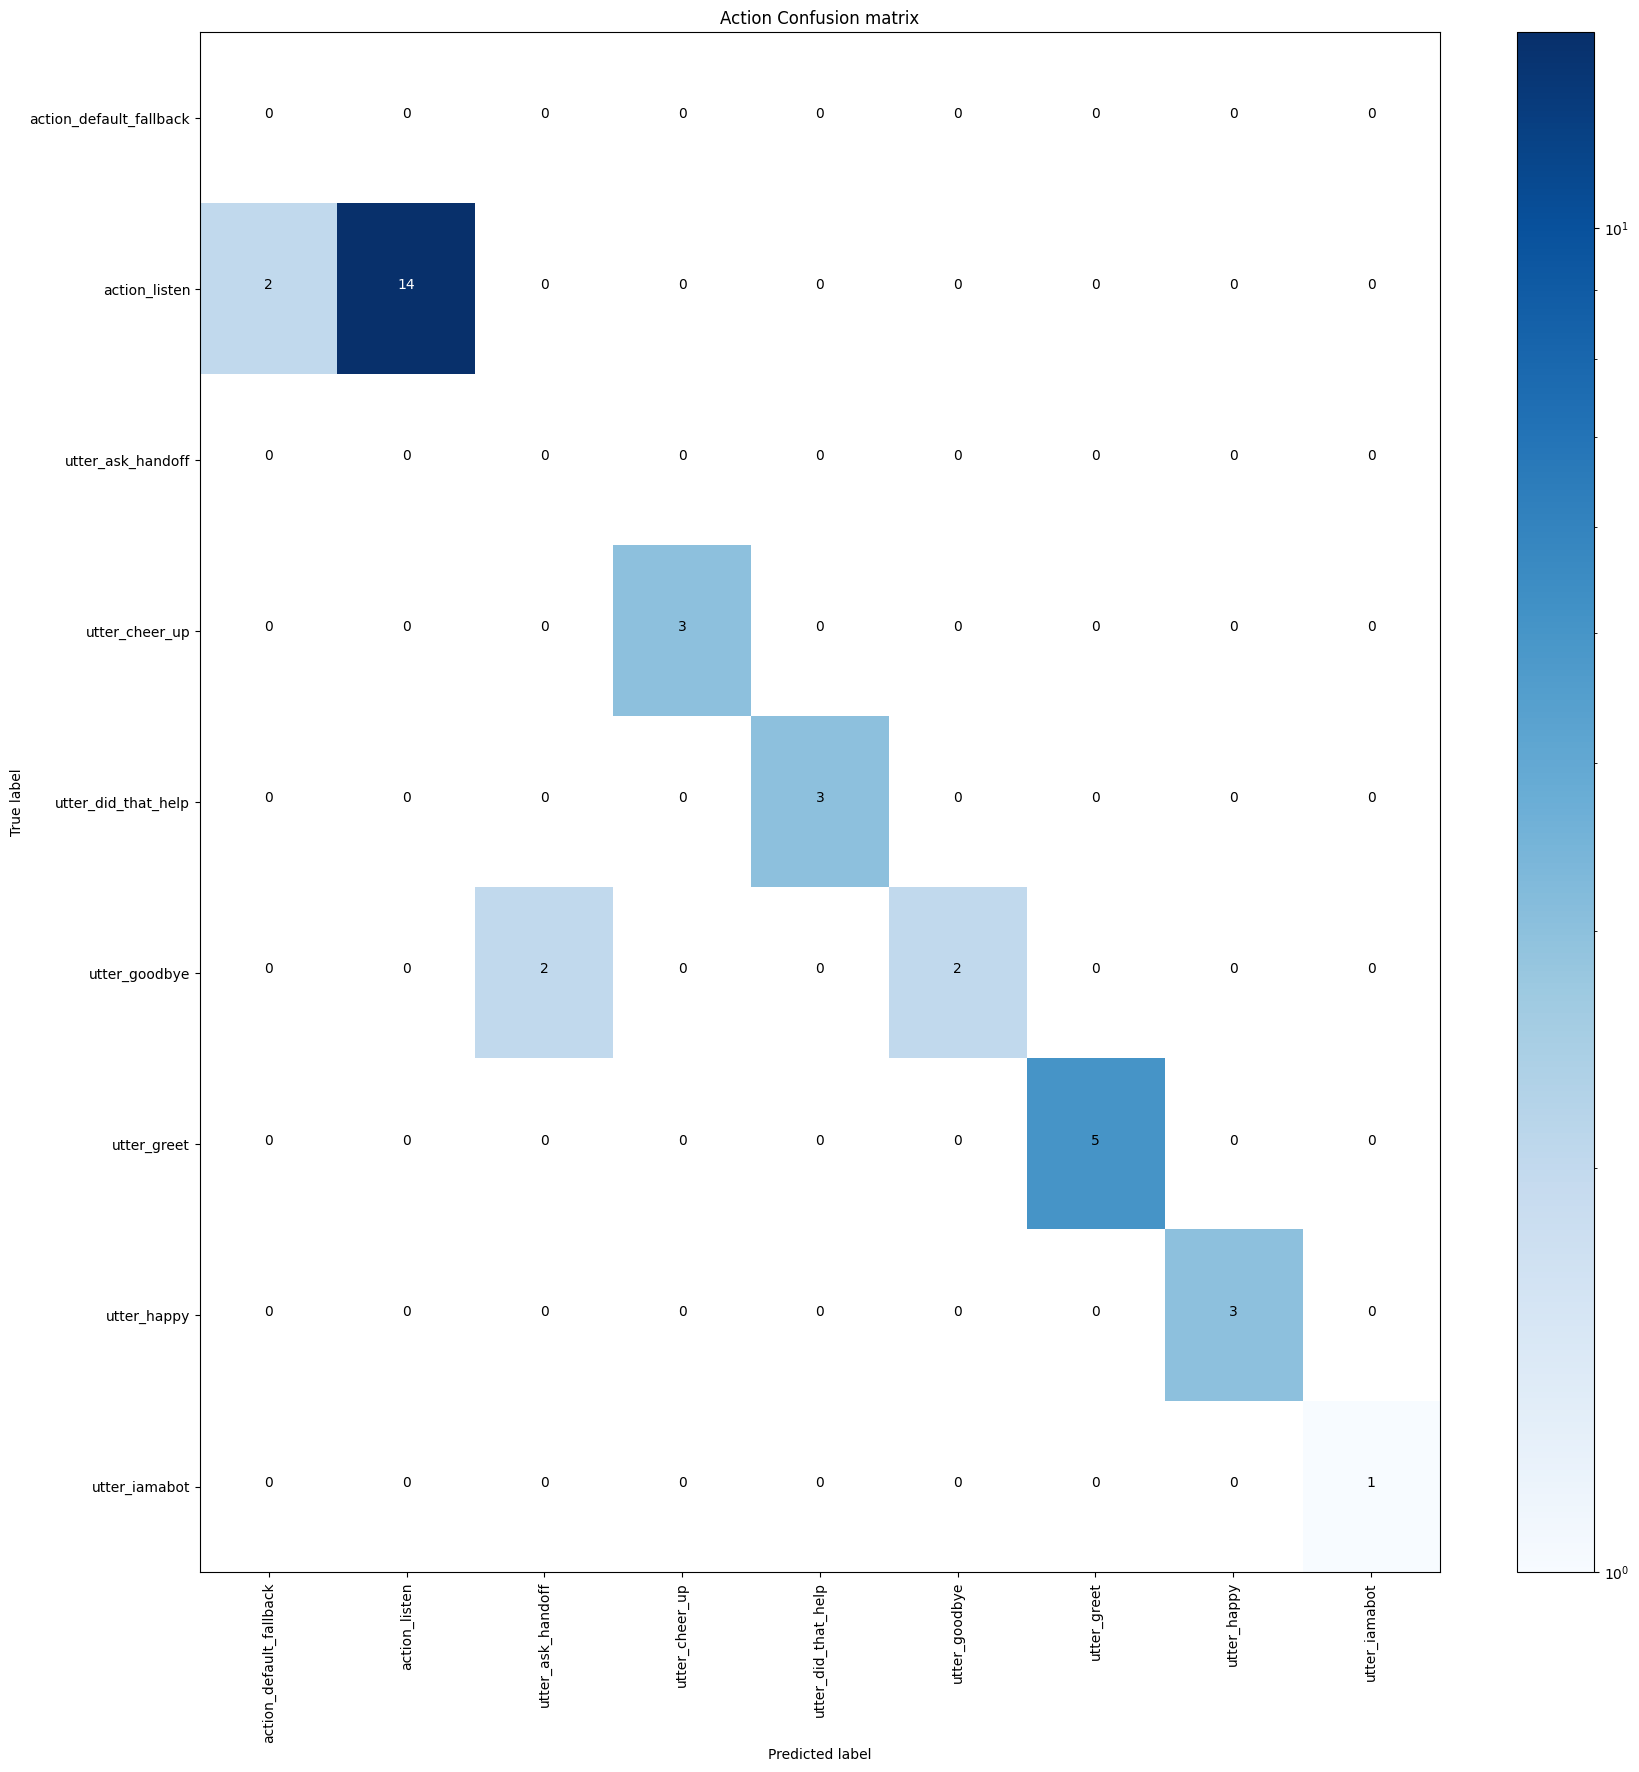 Action Confusion matrix
action_default_fallback 0 0 0 0 0 0 0 0 0
action_listen 2 14 0 0 0 0 0 0 0
utter_ask_handoff 0 0 0 0 0 0 0 0 0
utter_cheer_up 0 0 0 3 0 0 0 0 0
utter_did_that_help 0 0 0 0 3 0 0 0 0
utter_goodbye 0 0 2 0 0 2 0 0 0
utter_greet 0 0 0 0 0 0 5 0 0
utter_happy 0 0 0 0 0 0 0 3 0
utter_iamabot 0 0 0 0 0 0 0 0 1
True label
action_default_fallback
action_listen
utter_ask_handoff
utter_cheer_up
utter_did_that_help
utter_goodbye
utter_greet
utter_happy
utter_iamabot
Predicted label
10¹
10⁰